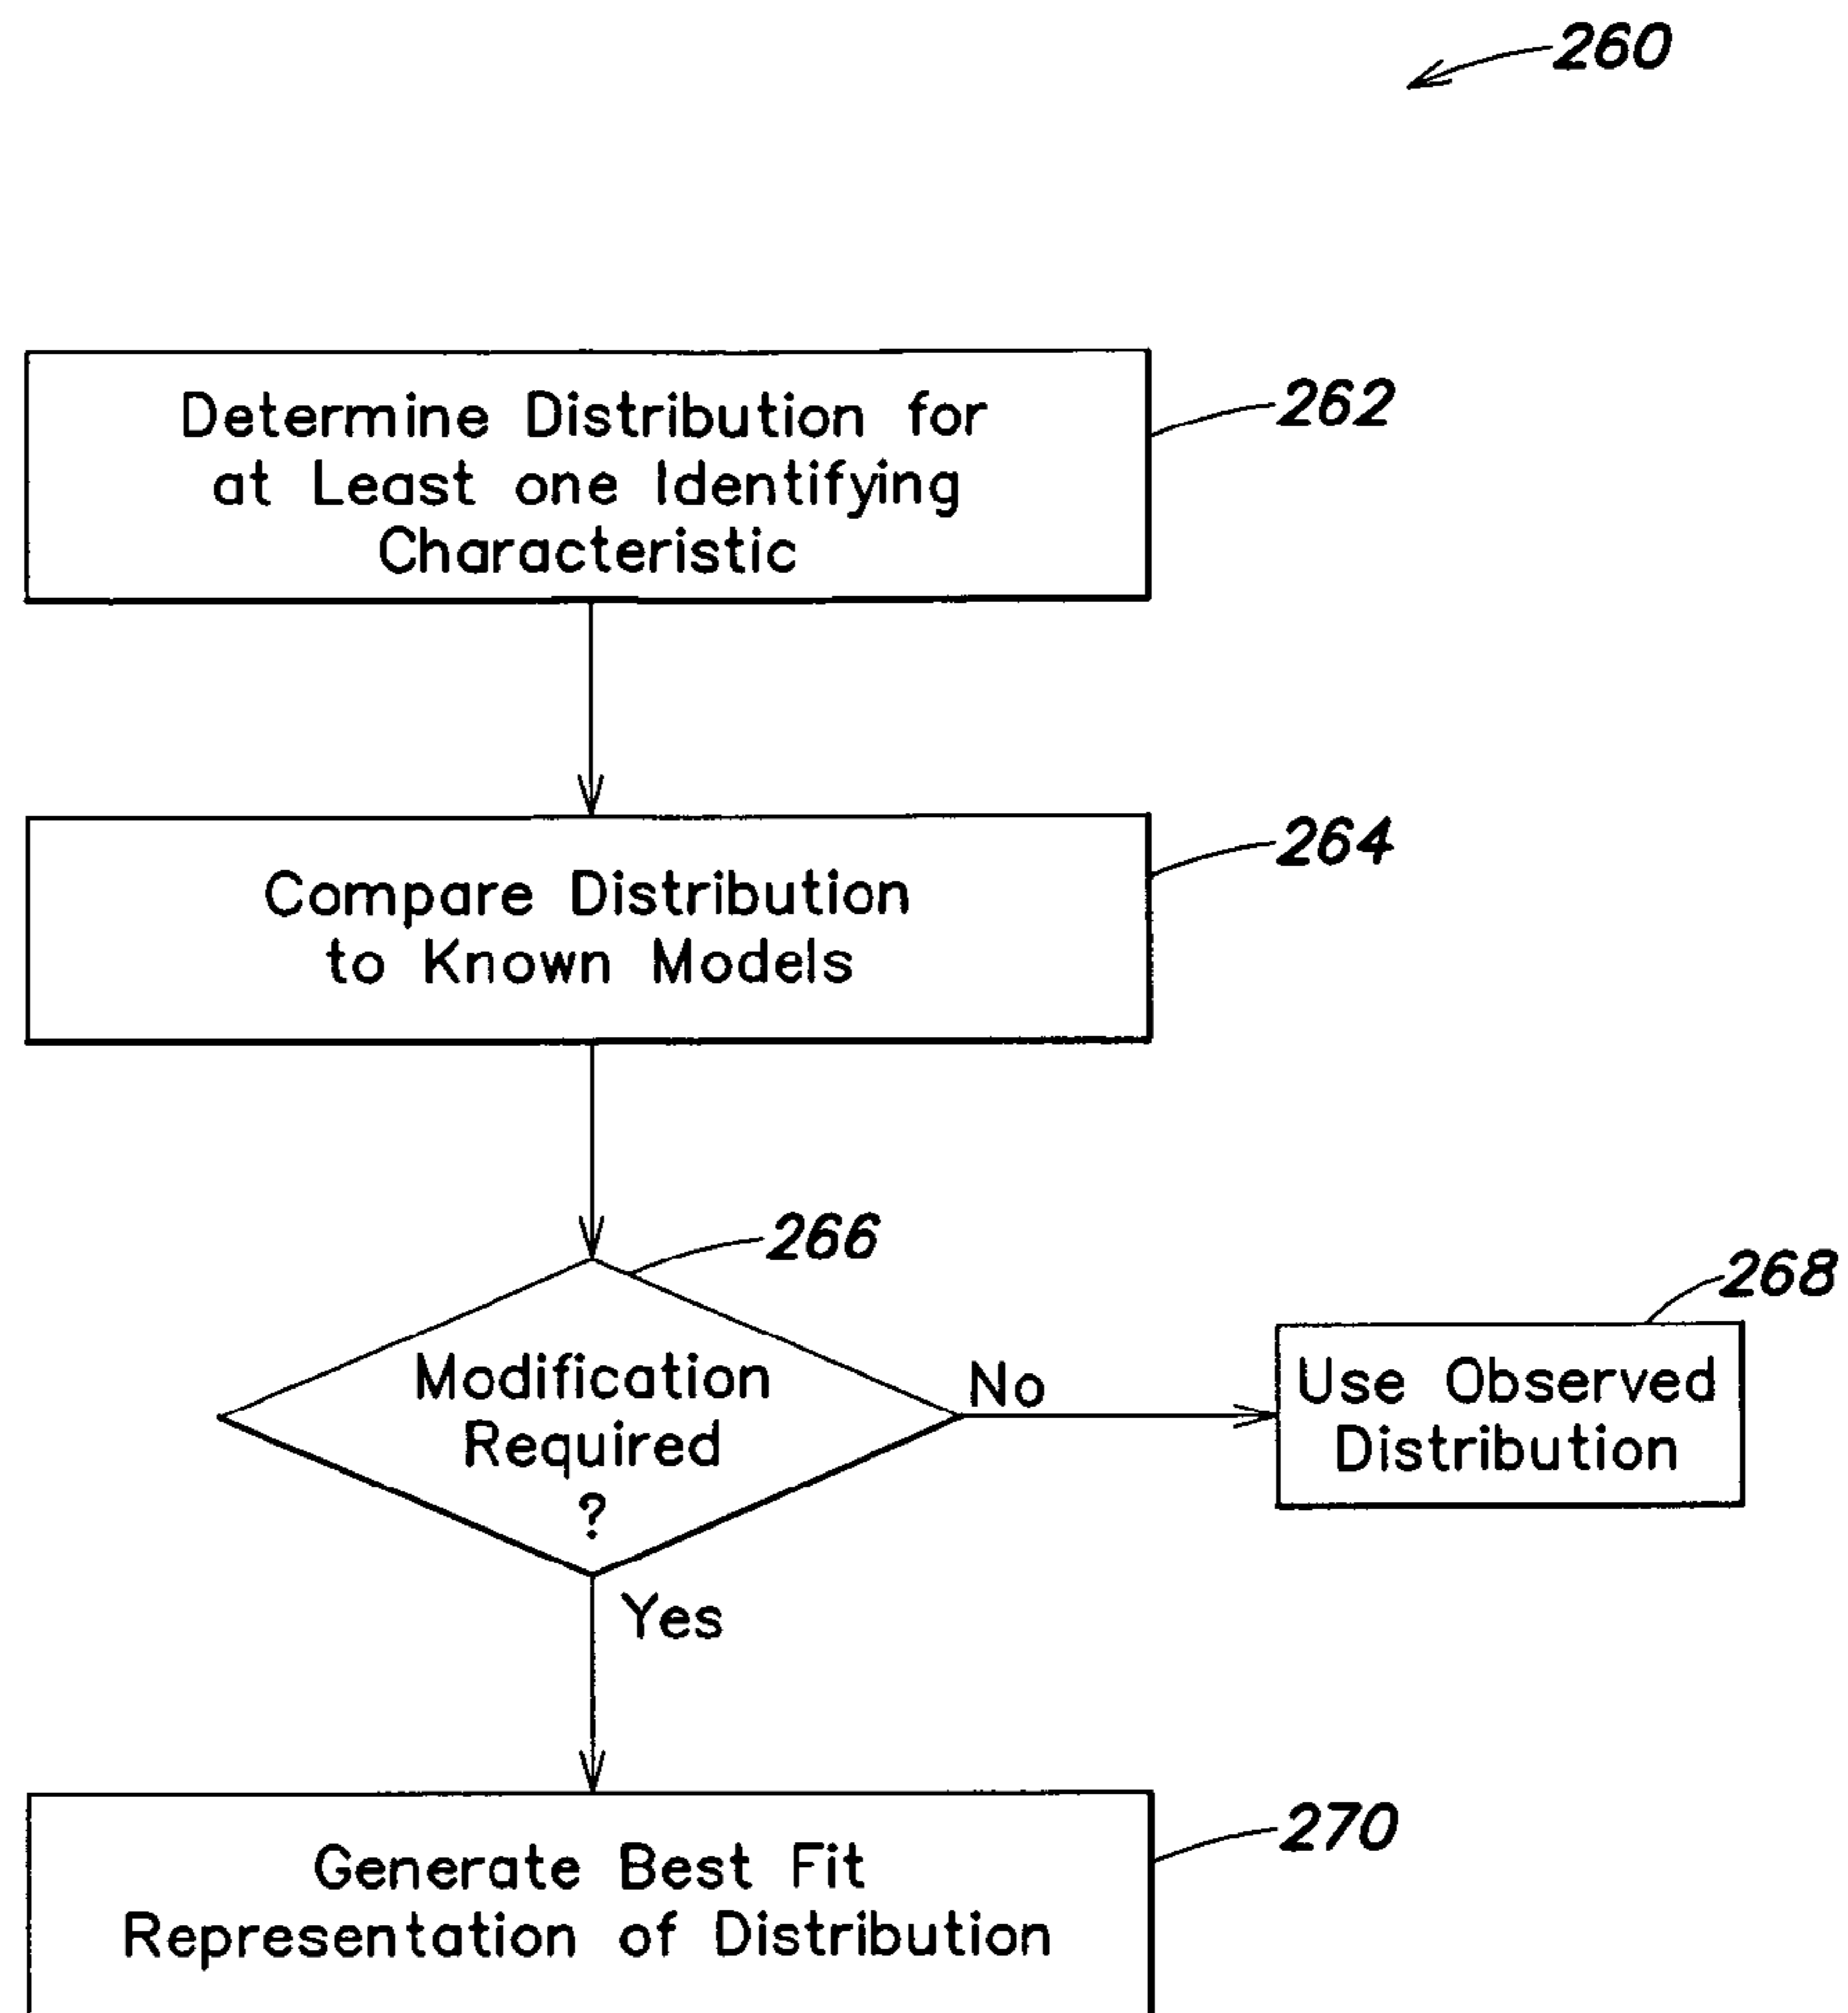 260
Determine Distribution for
at Least one Identifying
Characteristic
262
Compare Distribution
to Known Models
264
266
Modification
Required
?
No
268
Use Observed
Distribution
Yes
Generate Best Fit
Representation of Distribution
270